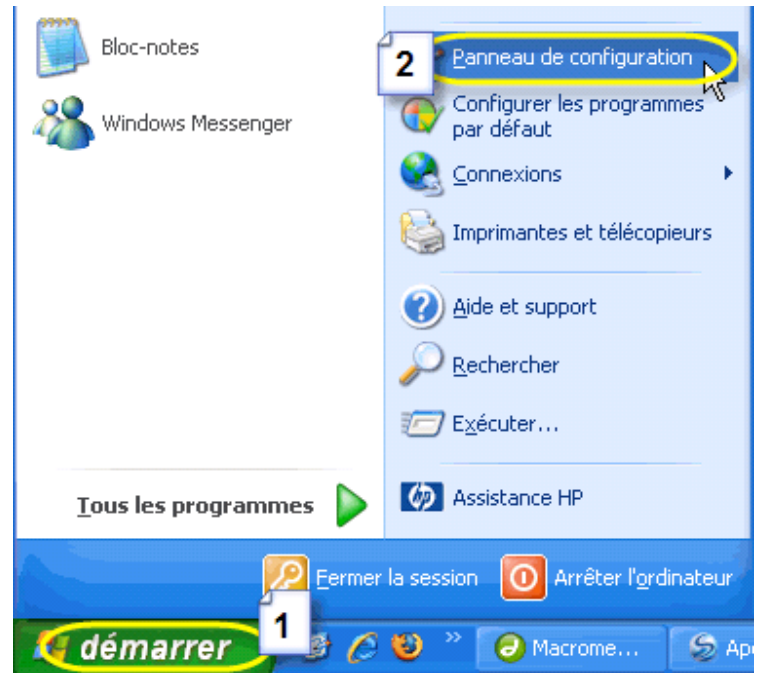 Bloc-notes
Windows Messenger
Tous les programmes
2
Panneau de configuration
Configurer les programmes
par défaut
Connexions
Imprimantes et télécopieurs
Aide et support
Rechercher
Exécuter...
hp
Assistance HP
Fermer la session
Arrêter l'ordinateur
1
démarrer
Macrome...